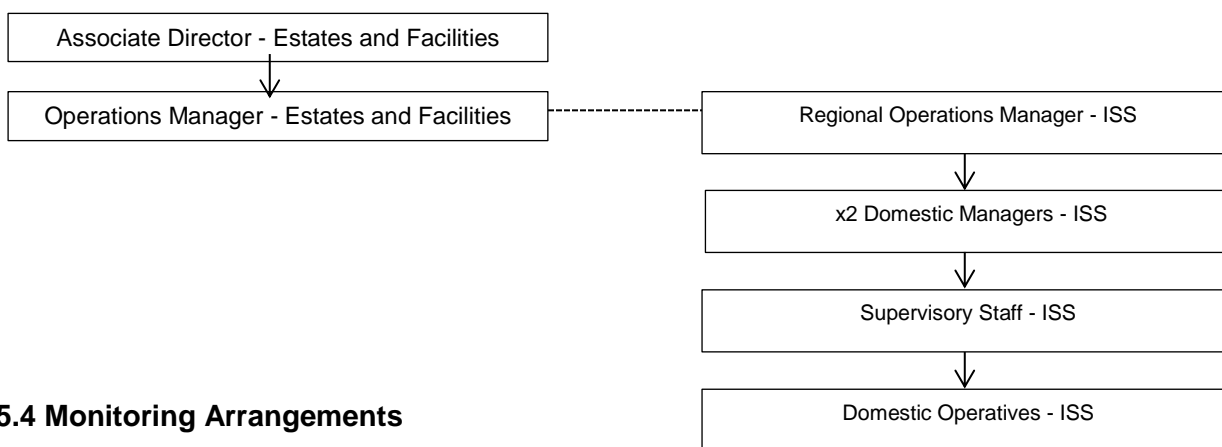 Associate Director - Estates and Facilities
Operations Manager - Estates and Facilities
Regional Operations Manager - ISS
x2 Domestic Managers - ISS
Supervisory Staff - ISS
Domestic Operatives - ISS
5.4 Monitoring Arrangements